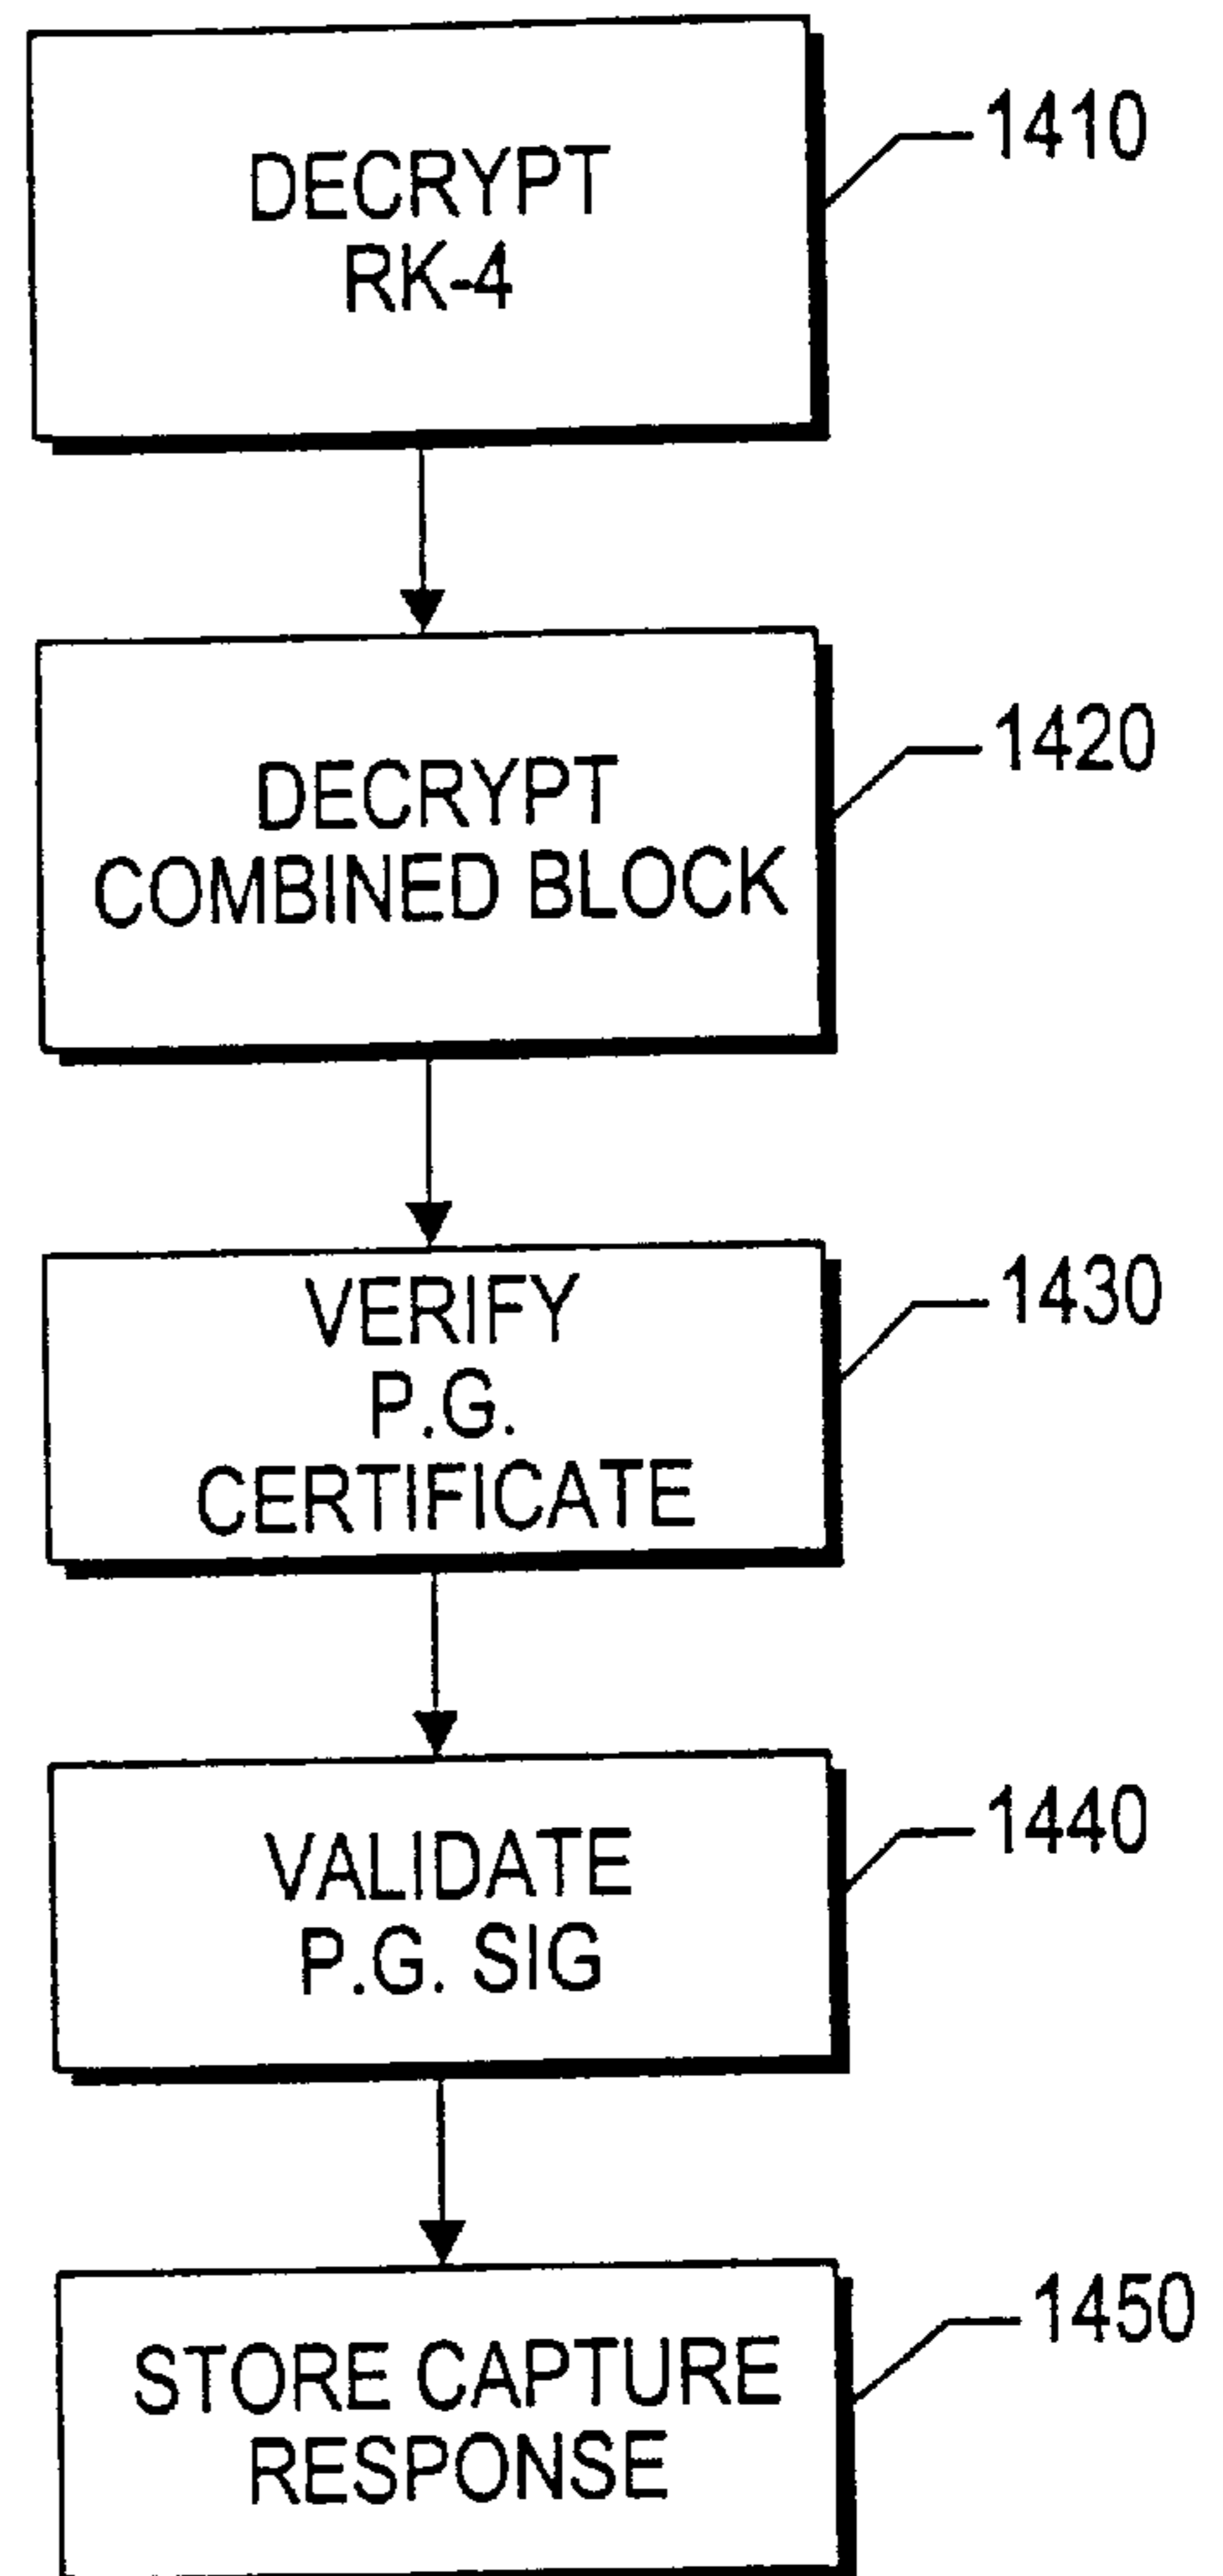 DECRYPT
RK-4
1410
DECRYPT
COMBINED BLOCK
1420
VERIFY
P.G.
CERTIFICATE
1430
VALIDATE
P.G. SIG
1440
STORE CAPTURE
RESPONSE
1450